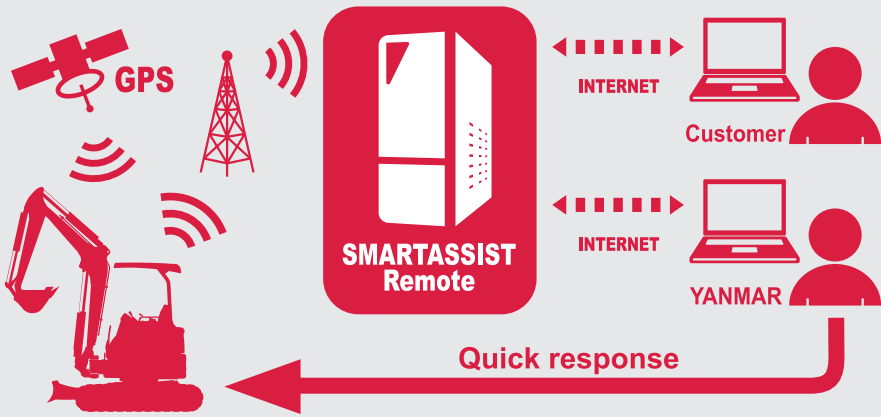 GPS
SMARTASSIST
Remote
INTERNET
Customer
INTERNET
YANMAR
Quick response